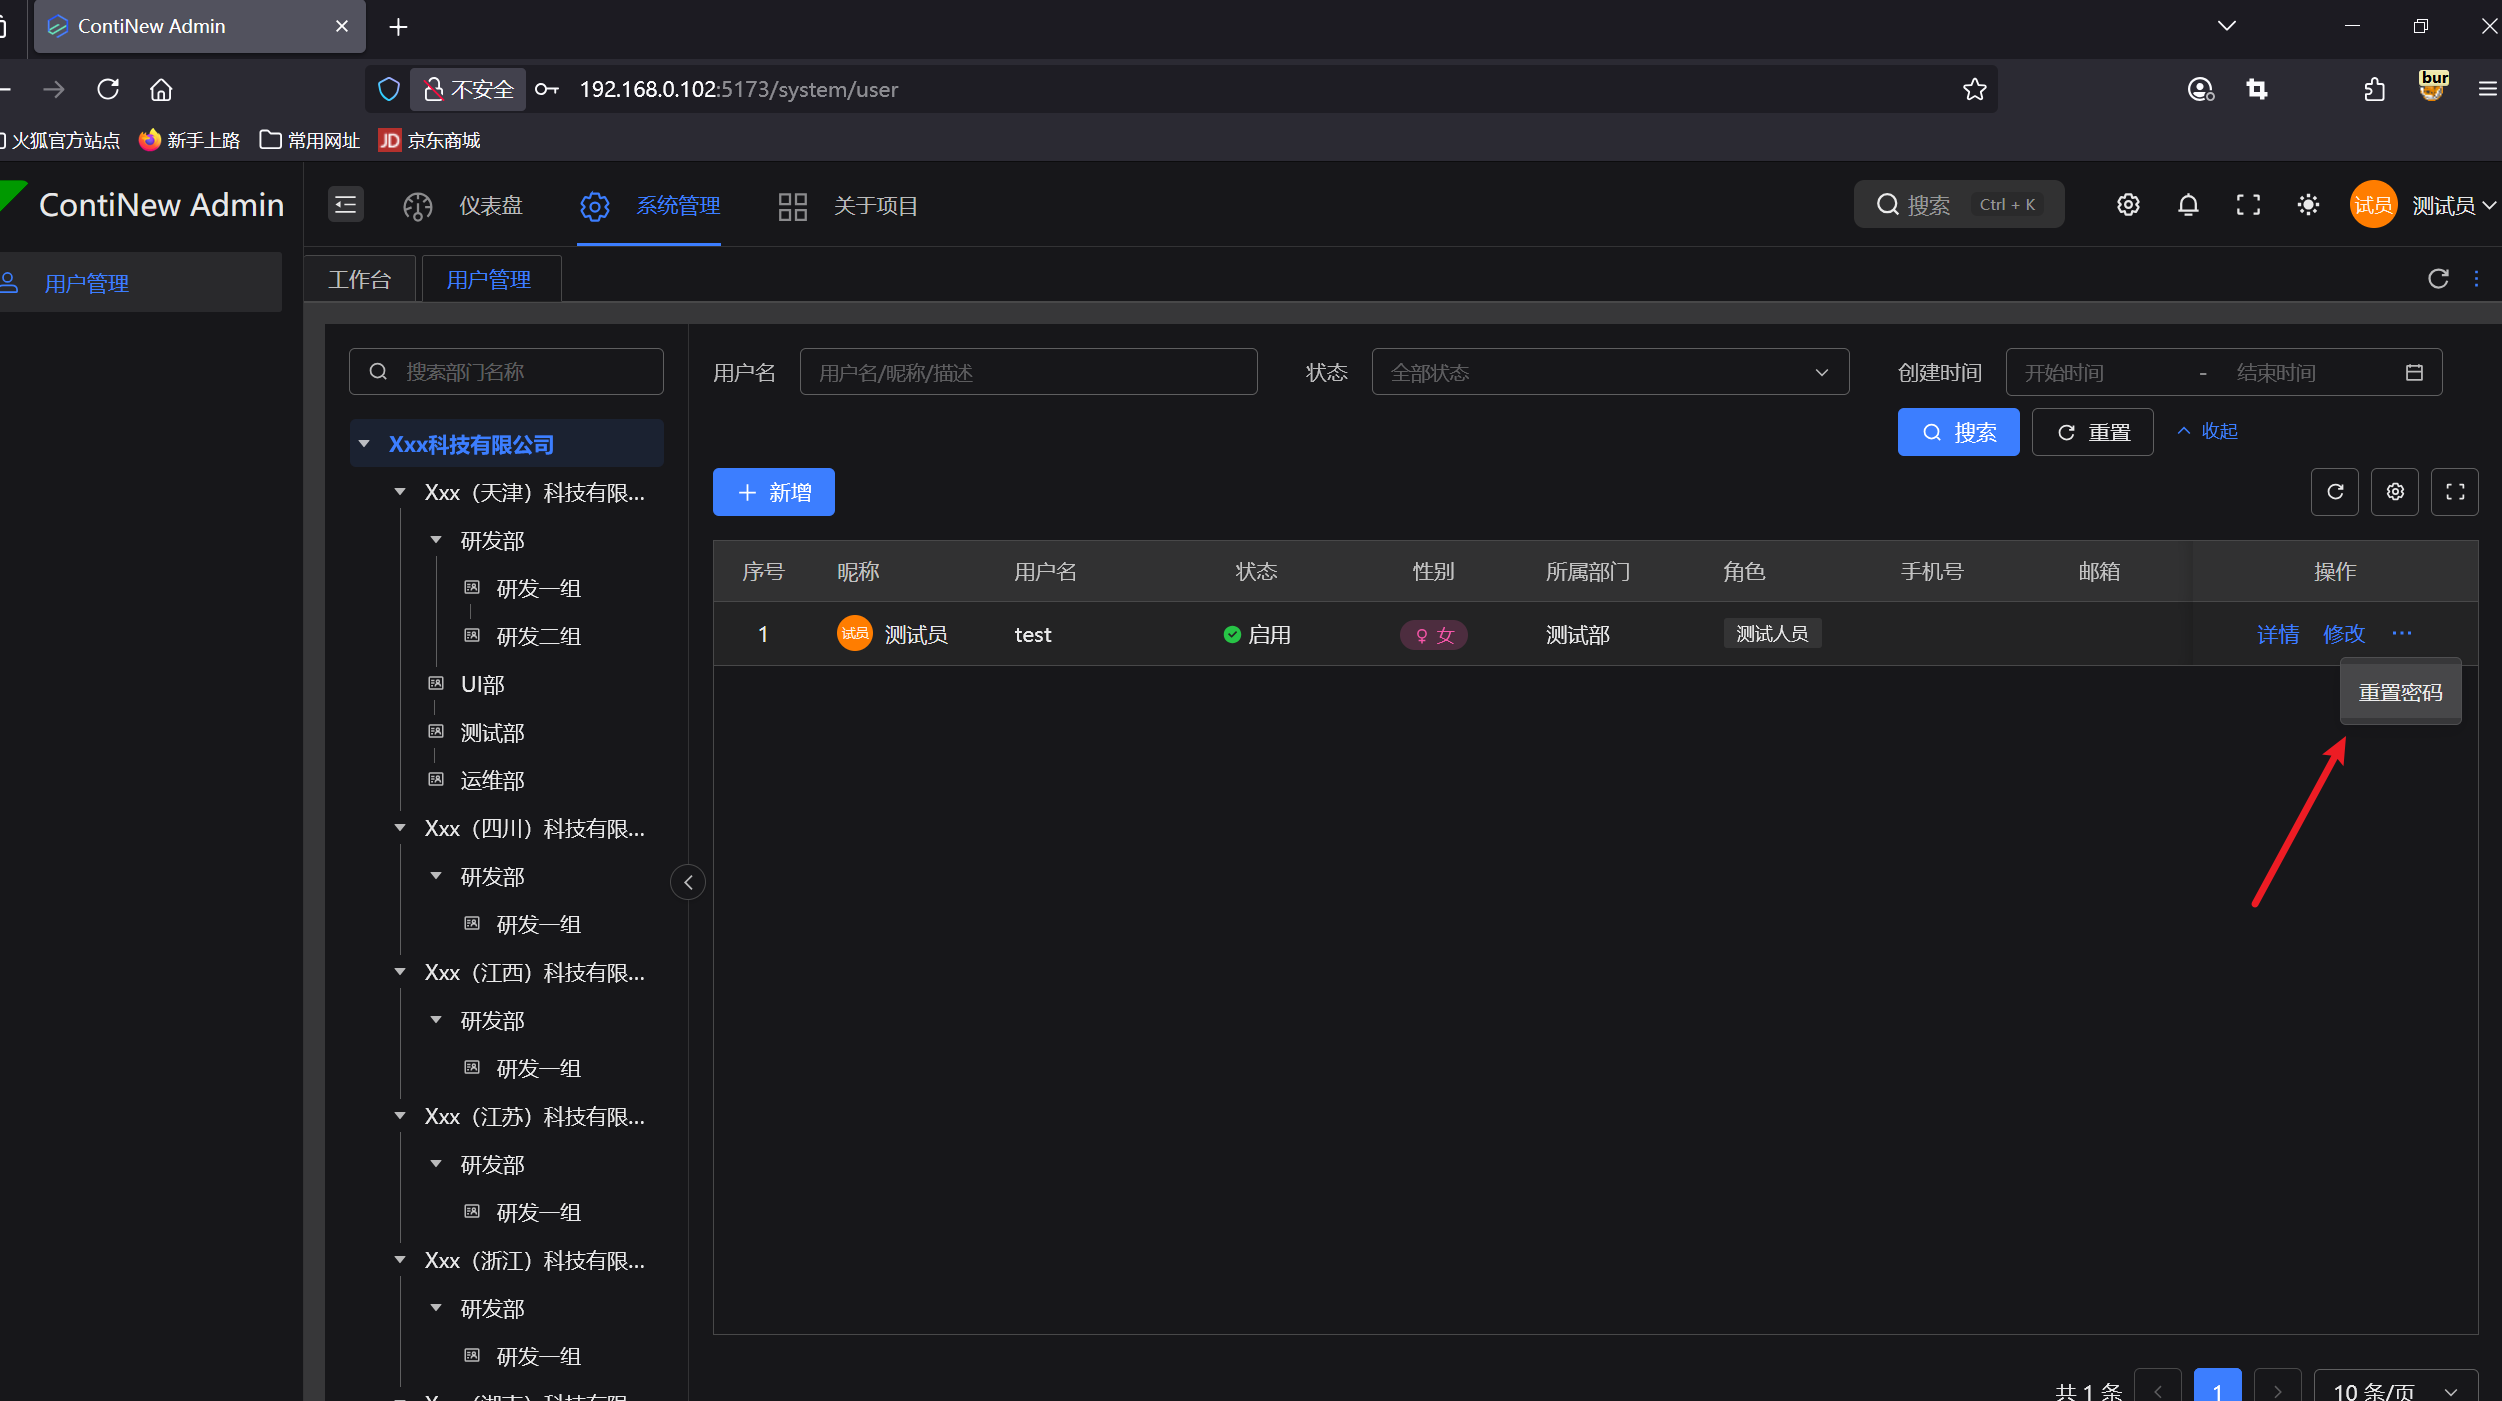 ContiNew Admin
不安全
192.168.0.102:5173/system/user
bur
火狐官方站点
新手上路
常用网址
JD 京东商城
ContiNew Admin
仪表盘
系统管理
关于项目
搜索 Ctrl + K
试员 测试员
用户管理
工作台
用户管理
搜索部门名称
Xxx科技有限公司
Xxx（天津）科技有限...
研发部
研发一组
研发二组
UI部
测试部
运维部
Xxx（四川）科技有限...
研发部
研发一组
Xxx（江西）科技有限...
研发部
研发一组
Xxx（江苏）科技有限...
研发部
研发一组
Xxx（浙江）科技有限...
研发部
研发一组
用户名 用户名/昵称/描述
状态 全部状态
创建时间 开始时间 - 结束时间
搜索
重置
收起
新增
序号 昵称 用户名 状态 性别 所属部门 角色 手机号 邮箱 操作
1 试员 测试员 test 启用 女 测试部 测试人员 详情 修改 ···
重置密码
共 1 条
1
10 条/页